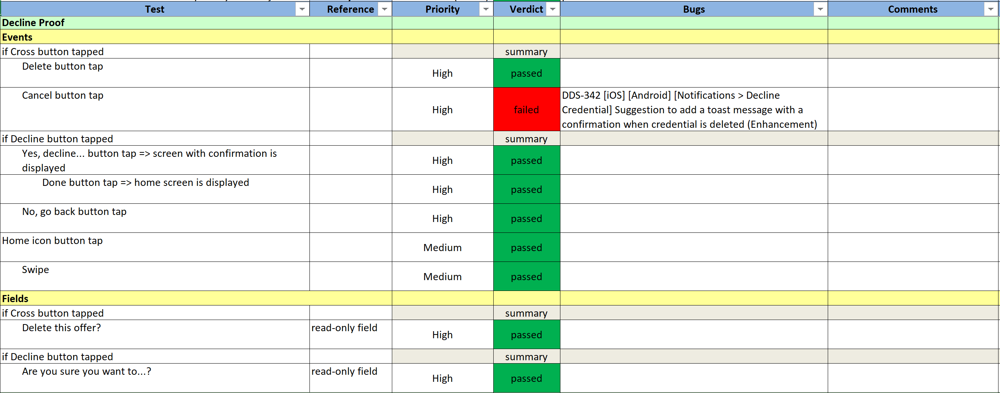 Test Reference Priority Verdict Bugs Comments
Decline Proof
Events
if Cross button tapped summary
Delete button tap High passed
Cancel button tap High failed DDS-342 [iOS] [Android] [Notifications > Decline
Credential] Suggestion to add a toast message with a
confirmation when credential is deleted (Enhancement)
if Decline button tapped summary
Yes, decline... button tap => screen with confirmation is
displayed High passed
Done button tap => home screen is displayed High passed
No, go back button tap High passed
Home icon button tap Medium passed
Swipe Medium passed
Fields
if Cross button tapped summary
Delete this offer? read-only field High passed
if Decline button tapped summary
Are you sure you want to...? read-only field High passed